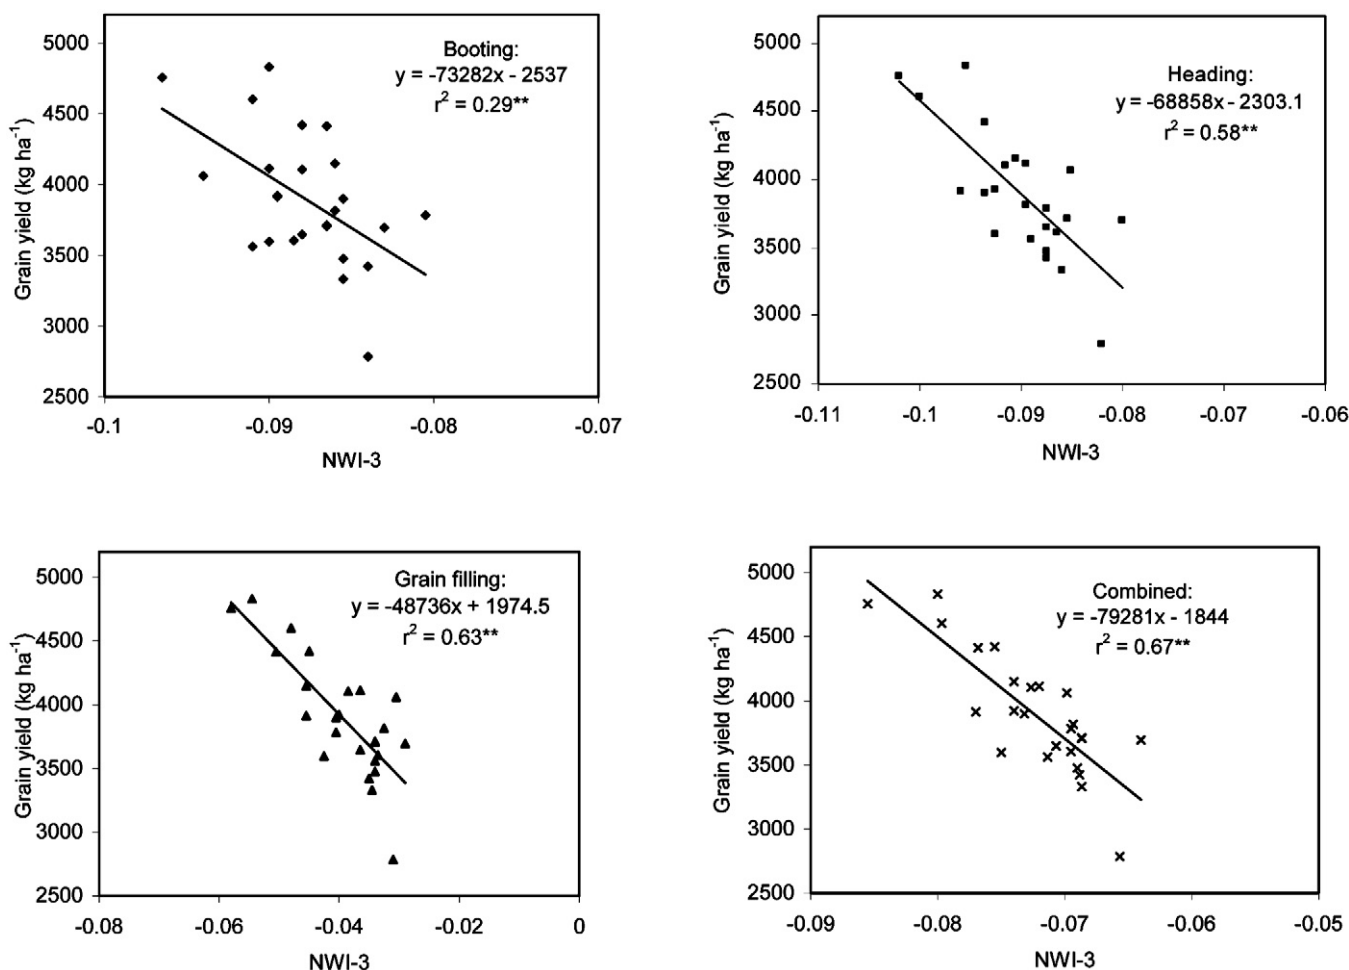 5000
4500
4000
3500
3000
2500
Grain yield (kg ha-1)
Booting:
y = -73282x - 2537
r2 = 0.29**
-0.1
-0.09
-0.08
-0.07
NWI-3
5000
4500
4000
3500
3000
2500
Grain yield (kg ha-1)
Heading:
y = -68858x - 2303.1
r2 = 0.58**
-0.11
-0.1
-0.09
-0.08
-0.07
-0.06
NWI-3
5000
4500
4000
3500
3000
2500
Grain yield (kg ha-1)
Grain filling:
y = -48736x + 1974.5
r2 = 0.63**
-0.08
-0.06
-0.04
-0.02
0
NWI-3
5000
4500
4000
3500
3000
2500
Grain yield (kg ha-1)
Combined:
y = -79281x - 1844
r2 = 0.67**
-0.09
-0.08
-0.07
-0.06
-0.05
NWI-3